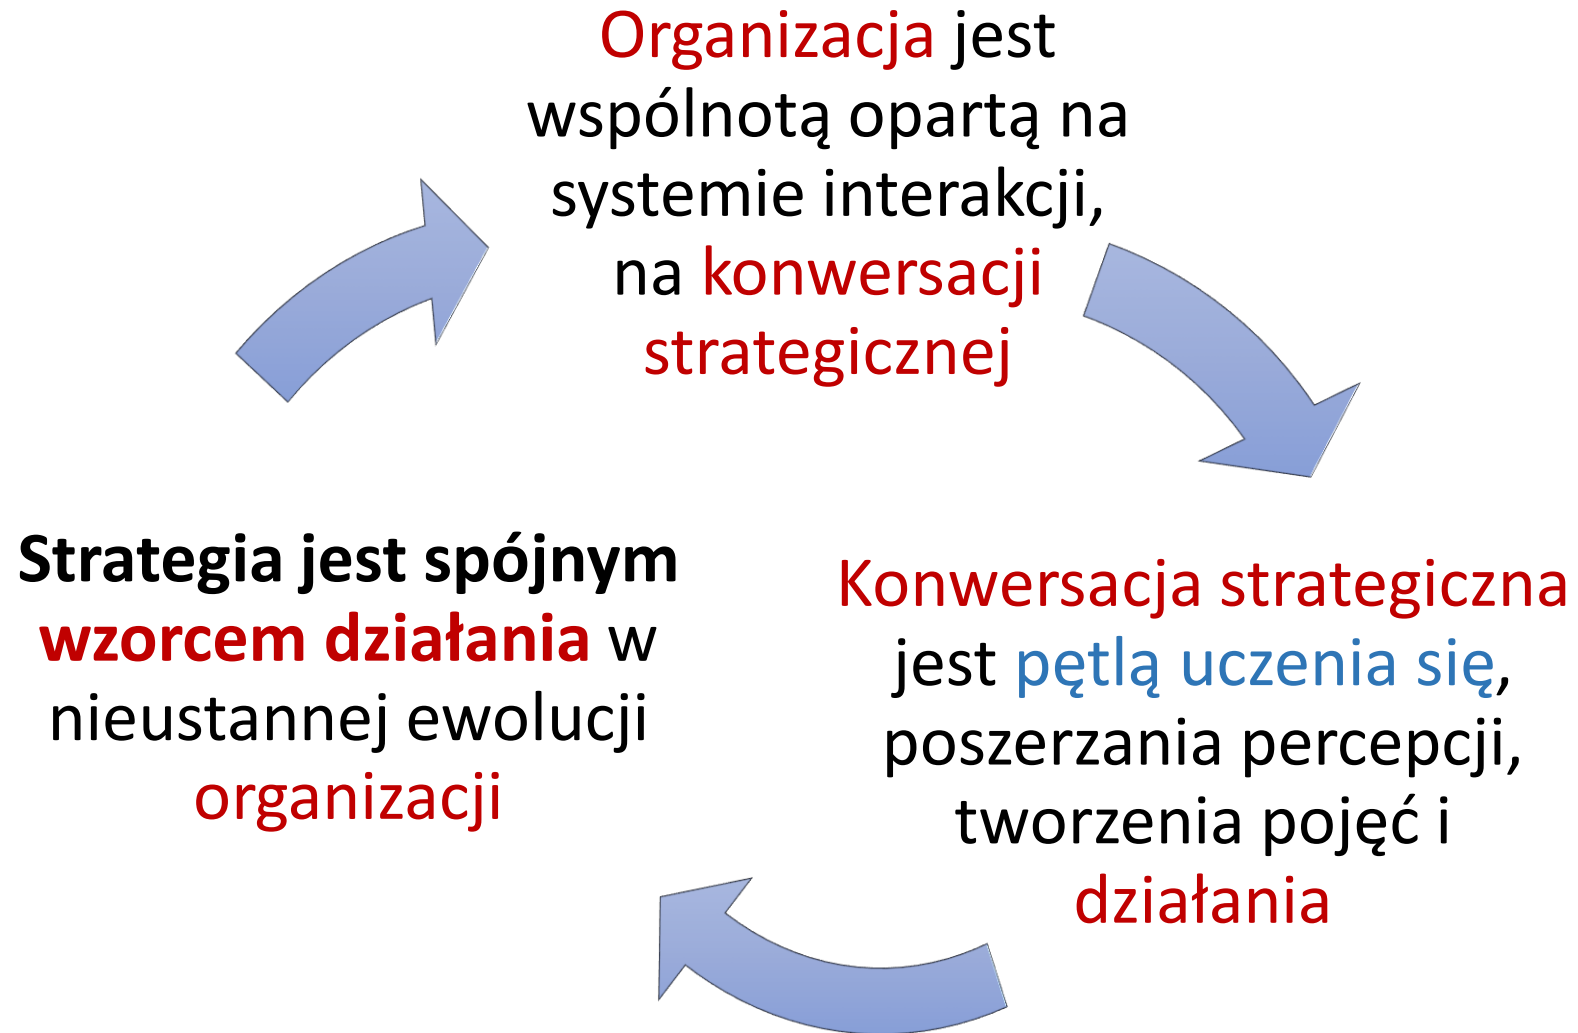 Organizacja jest
wspólnotą opartą na
systemie interakcji,
na konwersacji
strategicznej
Konwersacja strategiczna
jest pętlą uczenia się,
poszerzania percepcji,
tworzenia pojęć i
działania
Strategia jest spójnym
wzorcem działania w
nieustannej ewolucji
organizacji